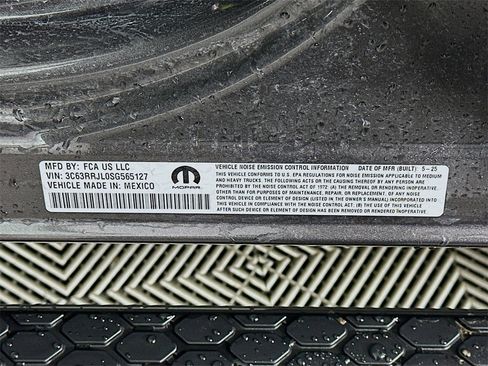 MFD BY: FCA US LLC
VIN: 3C63RRJL0SG565127
VEHICLE MADE IN: MEXICO
MOPAR
VEHICLE NOISE EMISSION CONTROL INFORMATION DATE OF MFR (BUILT) 5-25
THIS VEHICLE CONFORMS TO U.S. EPA REGULATIONS FOR NOISE EMISSION APPLICABLE TO MEDIUM
AND HEAVY TRUCKS. THE FOLLOWING ACTS OR THE CAUSING THEREOF BY ANY PERSON ARE
PROHIBITED BY THE NOISE CONTROL ACT OF 1972: (A) THE REMOVAL OR RENDERING INOPERATIVE,
OTHER THAN FOR PURPOSES OF MAINTENANCE, REPAIR, OR REPLACEMENT, OF ANY NOISE
CONTROL DEVICE OR ELEMENT OF DESIGN (LISTED IN THE OWNER'S MANUAL) INCORPORATED INTO
THIS VEHICLE IN COMPLIANCE WITH THE NOISE CONTROL ACT: (B) THE USE OF THIS VEHICLE
AFTER SUCH DEVICE OR ELEMENT OF DESIGN HAS BEEN REMOVED OR RENDERED INOPERATIVE.